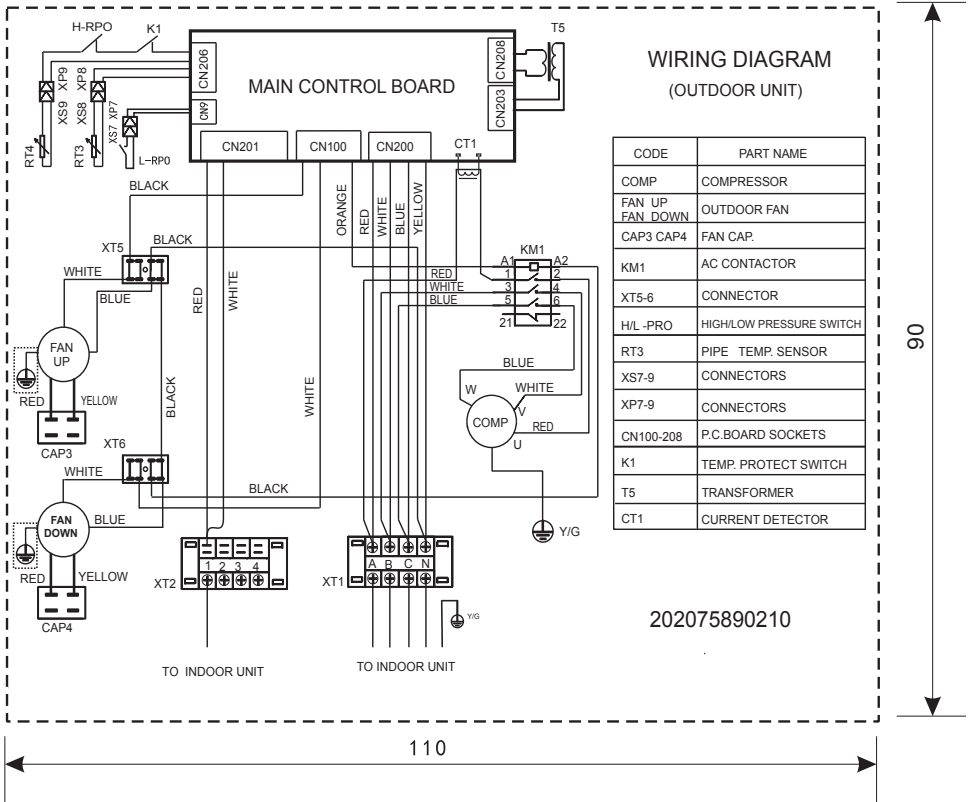 H-RPO
K1
T5
XP9
XP8
XS9
XS8
XS7 XP7
RT4
RT3
L-RPO
CN206
CN9
MAIN CONTROL BOARD
CN208
CN203
CN201
CN100
CN200
CT1
WIRING DIAGRAM
(OUTDOOR UNIT)
CODE PART NAME
COMP COMPRESSOR
FAN UP
FAN DOWN
OUTDOOR FAN
CAP3 CAP4 FAN CAP.
KM1 AC CONTACTOR
XT5-6 CONNECTOR
H/L -PRO HIGH/LOW PRESSURE SWITCH
RT3 PIPE TEMP. SENSOR
XS7-9 CONNECTORS
XP7-9 CONNECTORS
CN100-208 P.C.BOARD SOCKETS
K1 TEMP. PROTECT SWITCH
T5 TRANSFORMER
CT1 CURRENT DETECTOR
BLACK
ORANGE
RED
WHITE
BLUE
YELLOW
XT5
BLACK
WHITE
BLUE
RED
WHITE
KM1
A1 A2
RED 1 2
WHITE 3 4
BLUE 5 6
21 22
FAN
UP
RED
YELLOW
CAP3
BLACK
WHITE
BLUE
W
WHITE
V
COMP
RED
U
XT6
WHITE
BLACK
Y/G
FAN
DOWN
BLUE
RED
YELLOW
CAP4
XT2
1 2 3 4
XT1
A B C N
Y/G
TO INDOOR UNIT
TO INDOOR UNIT
202075890210
90
110